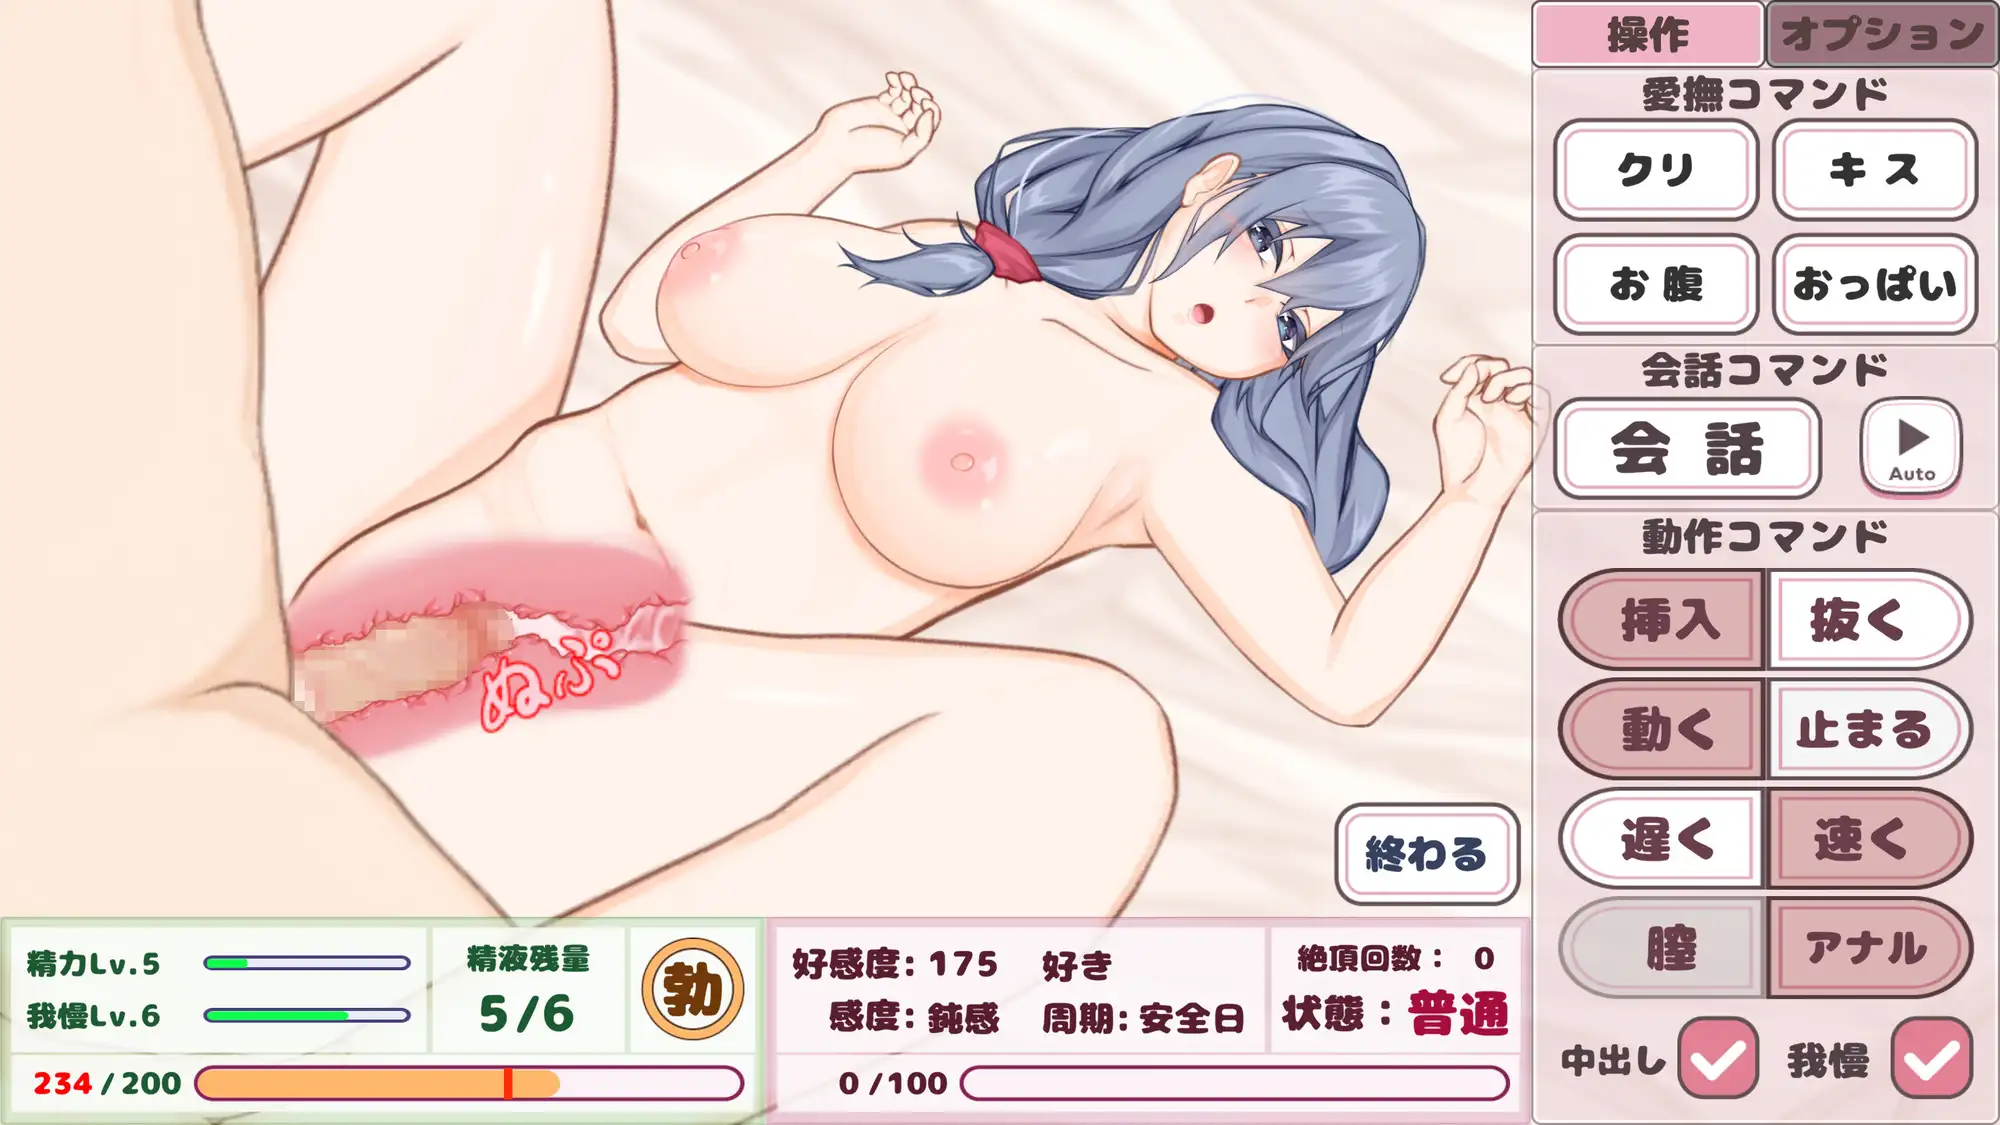 操作
オプション
愛撫コマンド
クリ
キス
お腹
おっぱい
会話コマンド
会話
Auto
動作コマンド
挿入
抜く
動く
止まる
遅く
速く
膣
アナル
中出し
我慢
ぬぷ
終わる
精力Lv.5
我慢Lv.6
精液残量
5/6
勃
234/200
好感度:175 好き
感度:鈍感 周期:安全日
絶頂回数: 0
状態:普通
0/100